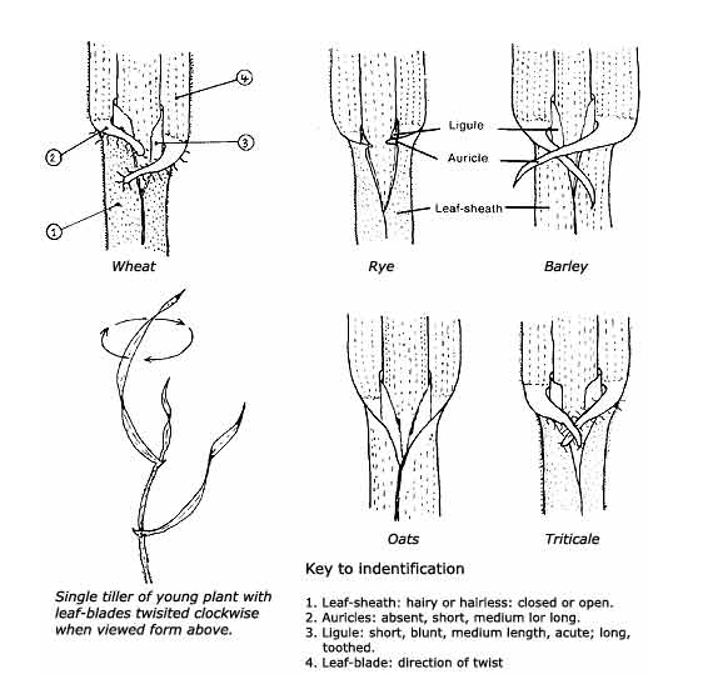 4
3
2
1
Ligule
Auricle
Leaf-sheath
Wheat
Rye
Barley
Oats
Triticale
Single tiller of young plant with
leaf-blades twisited clockwise
when viewed form above.
Key to indentification
1. Leaf-sheath: hairy or hairless: closed or open.
2. Auricles: absent, short, medium lor long.
3. Ligule: short, blunt, medium length, acute; long,
toothed.
4. Leaf-blade: direction of twist